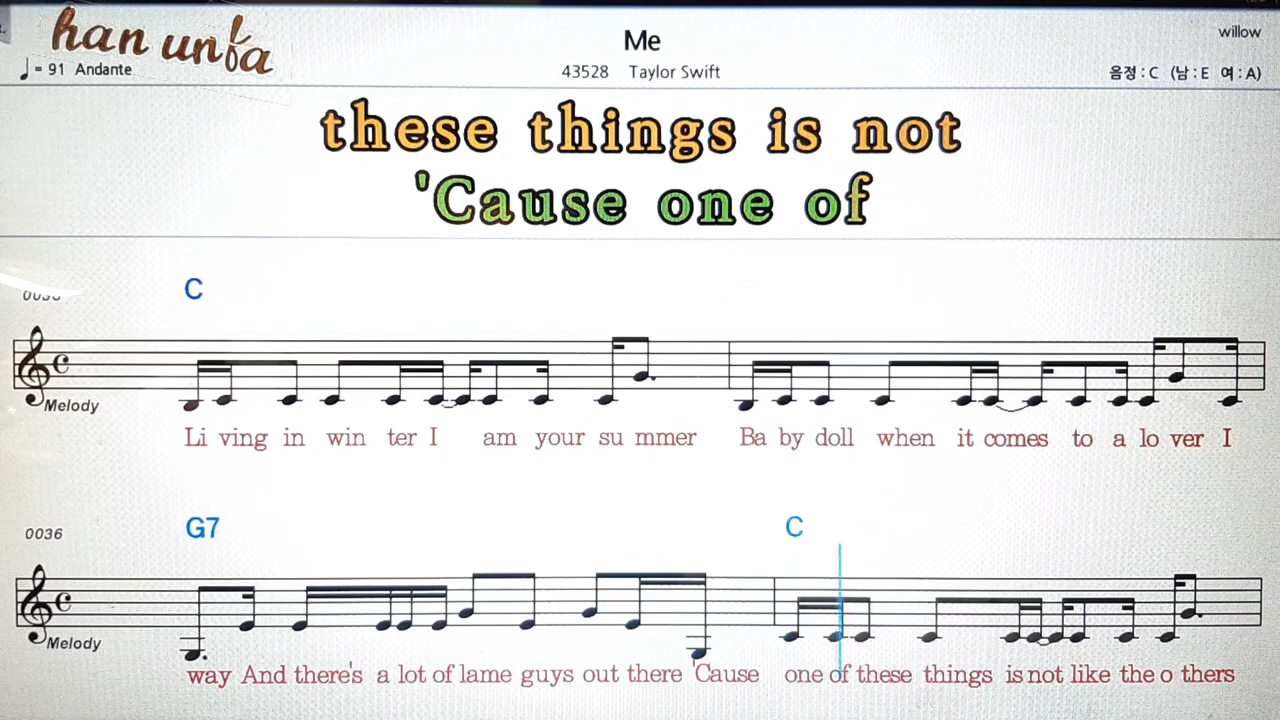 han unba
Me
willow
♩ = 91 Andante
43528 Taylor Swift
음정 : C (남 : E 여 : A)
these things is not
'Cause one of
C
Melody
Li ving in win ter I am your su mmer Ba by doll when it comes to a lo ver I
0036
G7 C
Melody
way And there's a lot of lame guys out there 'Cause one of these things is not like the o thers